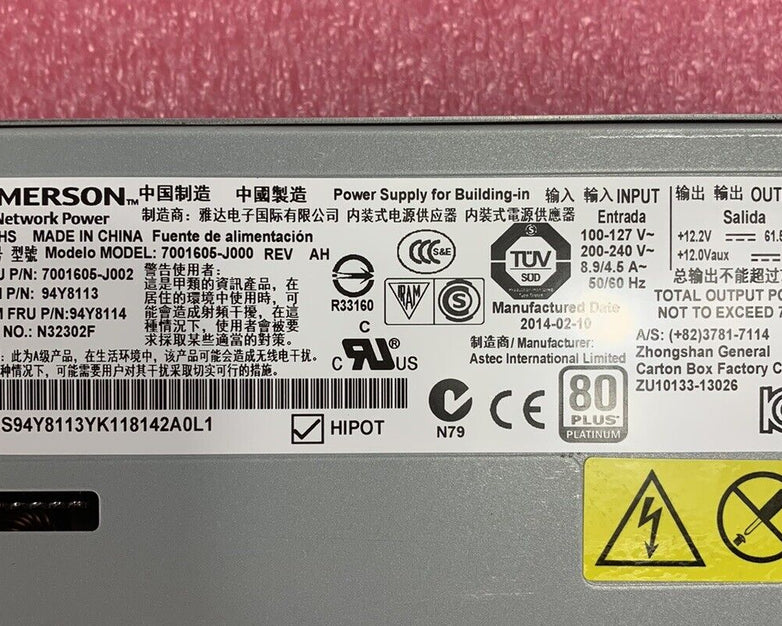 MERSON™ 中国制造 中國製造 Power Supply for Building-in 输入 輸入 INPUT 输出 輸出 OUT
Network Power 制造商: 雅达电子国际有限公司 内装式电源供应器 內裝式電源供應器 Entrada Salida
HS MADE IN CHINA Fuente de alimentación 100-127 V~ +12.2V 61.5
型號 Modelo MODEL: 7001605-J000 REV AH 200-240 V~ +12.0Vaux
P/N: 7001605-J002 8.9/4.5 A~
P/N: 94Y8113 50/60 Hz
FRU P/N:94Y8114
NO.: N32302F
警告使用者:
這是甲類的資訊產品，在
居住的環境中使用時，可
能會造成射頻干擾，在這
種情況下，使用者會被要
求採取某些適當的對策。
: 此为A级产品，在生活环境中，该产品可能会造成无线电干扰。
种情况下，可能需要用户对其干扰采取切实可行的措施。
R33160
CCC S&E
IRAM
S
TÜV
SÜD
Manufactured Date
2014-02-10
制造商/ Manufacturer:
Astec International Limited
总输出不能超过
TOTAL OUTPUT PO
NOT TO EXCEED 7
A/S: (+82)3781-7114
Zhongshan General
Carton Box Factory C
ZU10133-13026
C
C RU® US
S94Y8113YK118142A0L1
HIPOT
N79
CE
80
PLUS®
PLATINUM